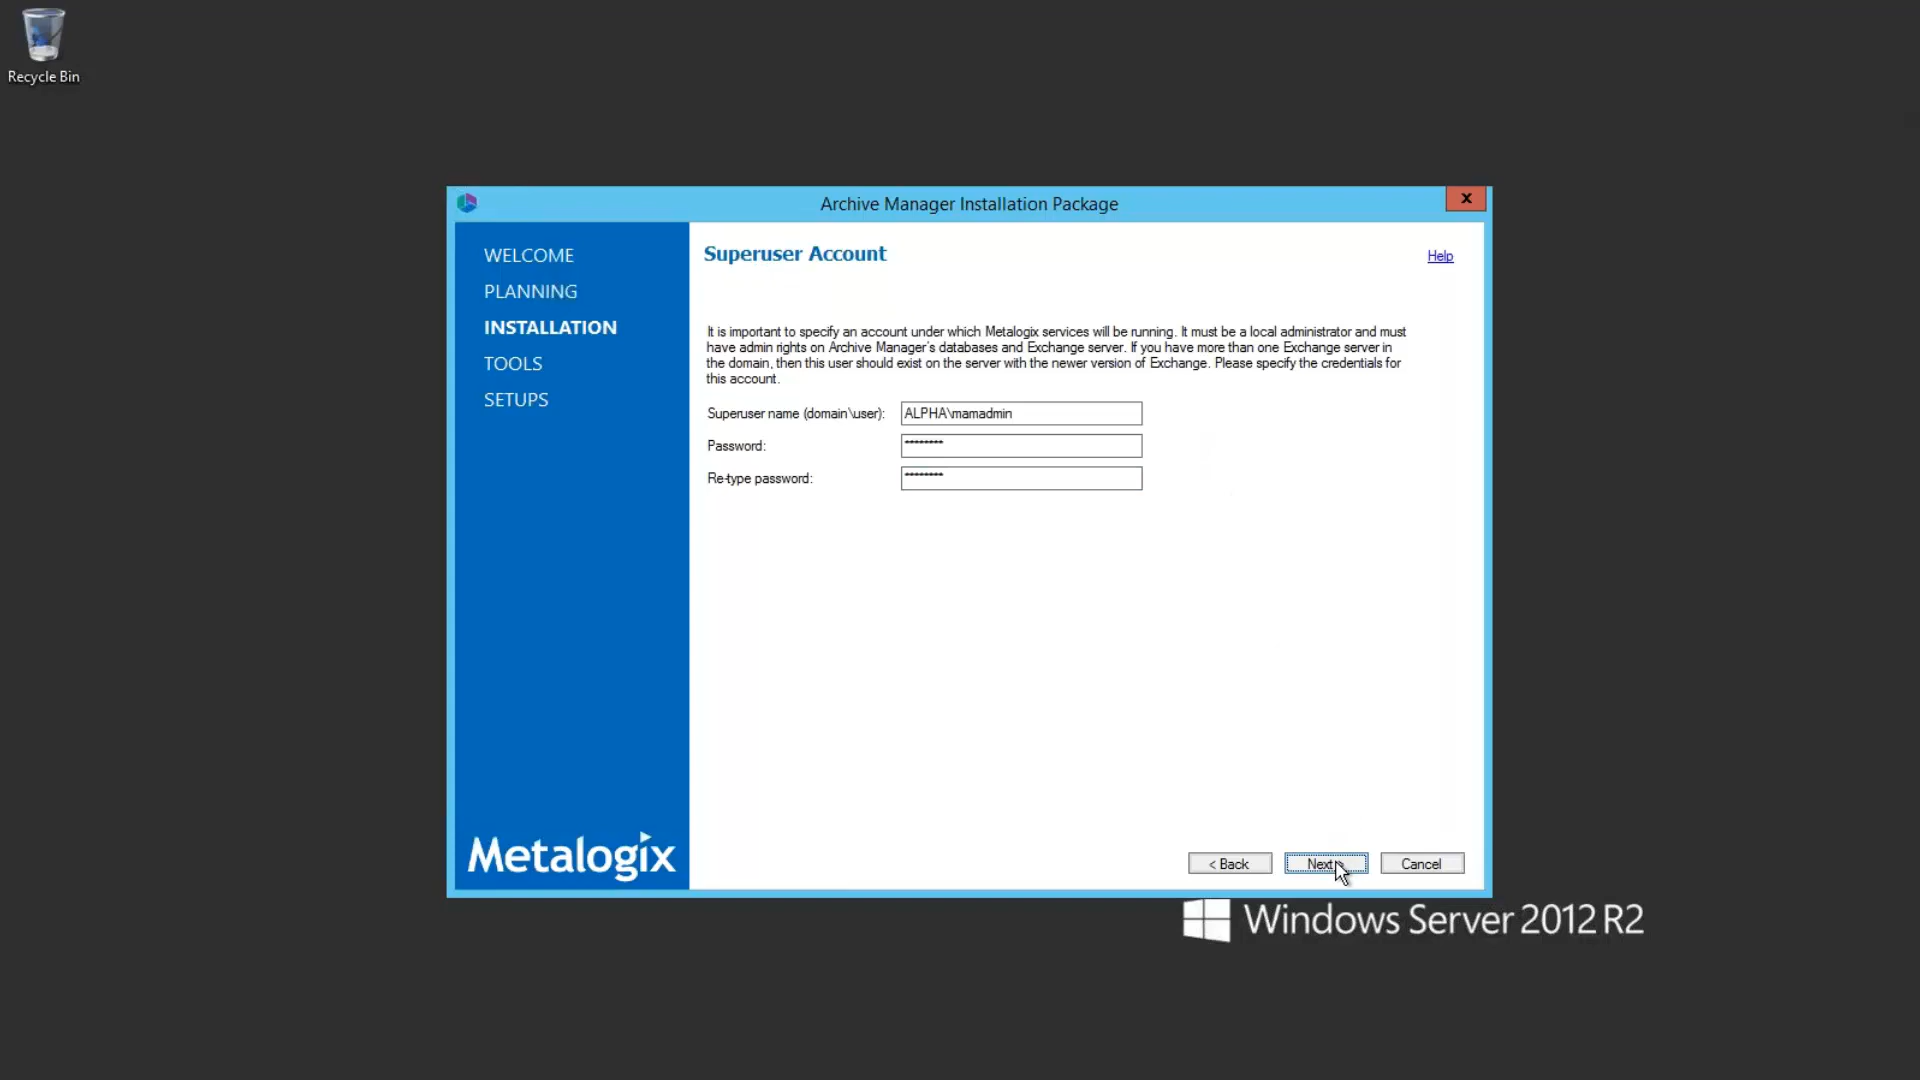 Recycle Bin
Archive Manager Installation Package
x
WELCOME
PLANNING
INSTALLATION
TOOLS
SETUPS
Superuser Account
Help
It is important to specify an account under which Metalogix services will be running. It must be a local administrator and must
have admin rights on Archive Manager's databases and Exchange server. If you have more than one Exchange server in
the domain, then this user should exist on the server with the newer version of Exchange. Please specify the credentials for
this account.
Superuser name (domain\user): ALPHA\mamadmin
Password: ********
Re-type password: ********
Metalogix
< Back Next > Cancel
Windows Server 2012 R2